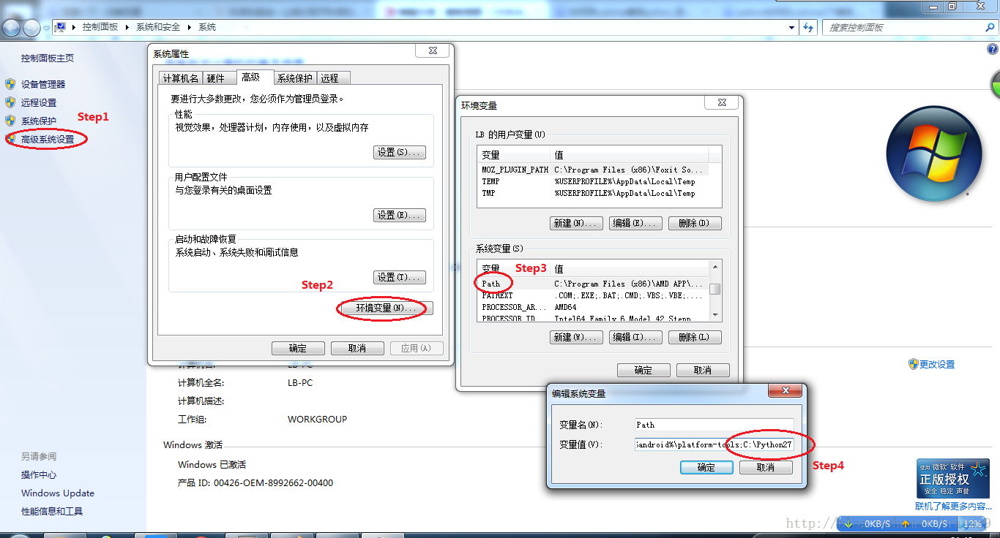 控制面板 系统和安全 系统
搜索控制面板
控制面板主页
设备管理器
远程设置
系统保护
Step1
高级系统设置
系统属性
计算机名 硬件 高级 系统保护 远程
要进行大多数更改，您必须作为管理员登录。
性能
视觉效果，处理器计划，内存使用，以及虚拟内存
设置(S)...
用户配置文件
与您登录有关的桌面设置
设置(E)...
启动和故障恢复
系统启动、系统失败和调试信息
设置(T)...
Step2
环境变量(N)...
确定 取消 应用(A)
环境变量
LB 的用户变量(U)
变量 值
MOZ_PLUGIN_PATH C:\Program Files (x86)\Foxit So...
TEMP %USERPROFILE%\AppData\Local\Temp
TMP %USERPROFILE%\AppData\Local\Temp
新建(N)... 编辑(E)... 删除(D)
系统变量(S)
变量 值
Step3
Path C:\Program Files (x86)\AMD APP\...
PATHEXT .COM;.EXE;.BAT;.CMD;.VBS;.VBE;....
PROCESSOR_AR... AMD64
PROCESSOR_ID Intel64 Family 6 Model 42 Stepp
新建(W)... 编辑(I)... 删除(L)
确定 取消
编辑系统变量
变量名(N): Path
变量值(V): android%\platform-tools;C:\Python27
确定 取消
Step4
计算机名: LB-PC
计算机全名: LB-PC
计算机描述:
工作组: WORKGROUP
更改设置
Windows 激活
Windows 已激活
产品 ID: 00426-OEM-8992662-00400
另请参阅
操作中心
Windows Update
性能信息和工具
使用 微软 软件
正版授权
安全 稳定 声誉
联机了解更多内容...
http://
0KB/S 0KB/S 12%